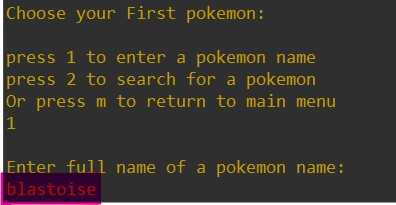 Choose your First pokemon:
press 1 to enter a pokemon name
press 2 to search for a pokemon
Or press m to return to main menu
1
Enter full name of a pokemon name:
blastoise